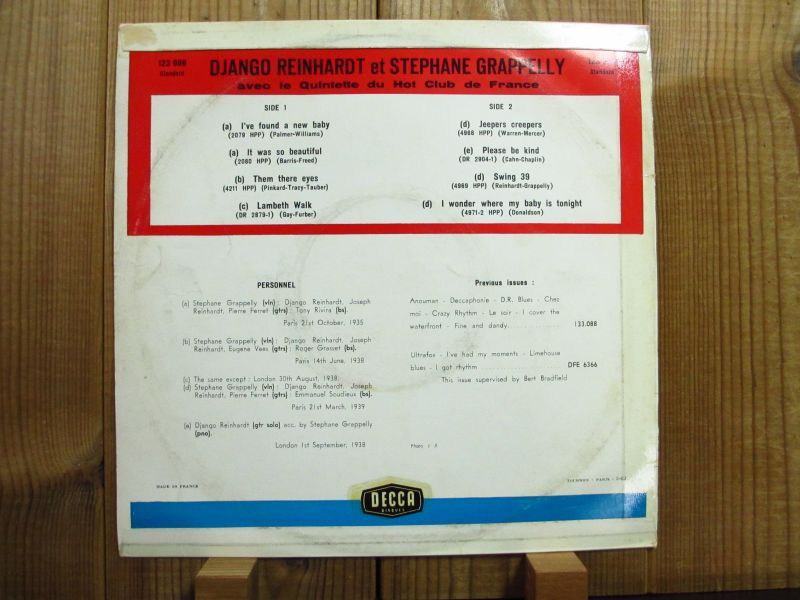 123 998
Standard
DJANGO REINHARDT et STEPHANE GRAPPELLY
Standard
avec le Quintette du Hot Club de France
SIDE 1
(a) I've found a new baby
(2079 HPP) (Palmer-Williams)
(a) It was so beautiful
(2080 HPP) (Barris-Freed)
(b) Them there eyes
(4211 HPP) (Pinkard-Tracy-Tauber)
(c) Lambeth Walk
(DR 2879-1) (Gay-Furber)
SIDE 2
(d) Jeepers creepers
(4968 HPP) (Warren-Mercer)
(e) Please be kind
(DR 2904-1) (Cahn-Chaplin)
(d) Swing 39
(4969 HPP) (Reinhardt-Grappelly)
(d) I wonder where my baby is tonight
(4971-2 HPP) (Donaldson)
PERSONNEL
(a) Stephane Grappelly (vln) : Django Reinhardt, Joseph
Reinhardt, Pierre Ferret (gtrs) : Tony Rivira (bs).
Paris 21st October, 1935
(b) Stephane Grappelly (vln) : Django Reinhardt, Joseph
Reinhardt, Eugene Vees (gtrs) : Roger Grasset (bs).
Paris 14th June, 1938
(c) The same except : London 30th August, 1938.
(d) Stephane Grappelly (vln) : Django Reinhardt, Joseph
Reinhardt, Pierre Ferret (gtrs) : Emmanuel Soudieux (bs).
Paris 21st March, 1939
(e) Django Reinhardt (gtr solo) acc. by Stephane Grappelly
(pno).
London 1st September, 1938
Previous issues :
Anouman - Deccaphonie - D.R. Blues - Chez
moi - Crazy Rhythm - Le soir - I cover the
waterfront - Fine and dandy 133.088
Ultrafox - I've had my moments - Limehouse
blues - I got rhythm DFE 6366
This issue supervised by Bert Bradfield
MADE IN FRANCE
DECCA
DISQUES